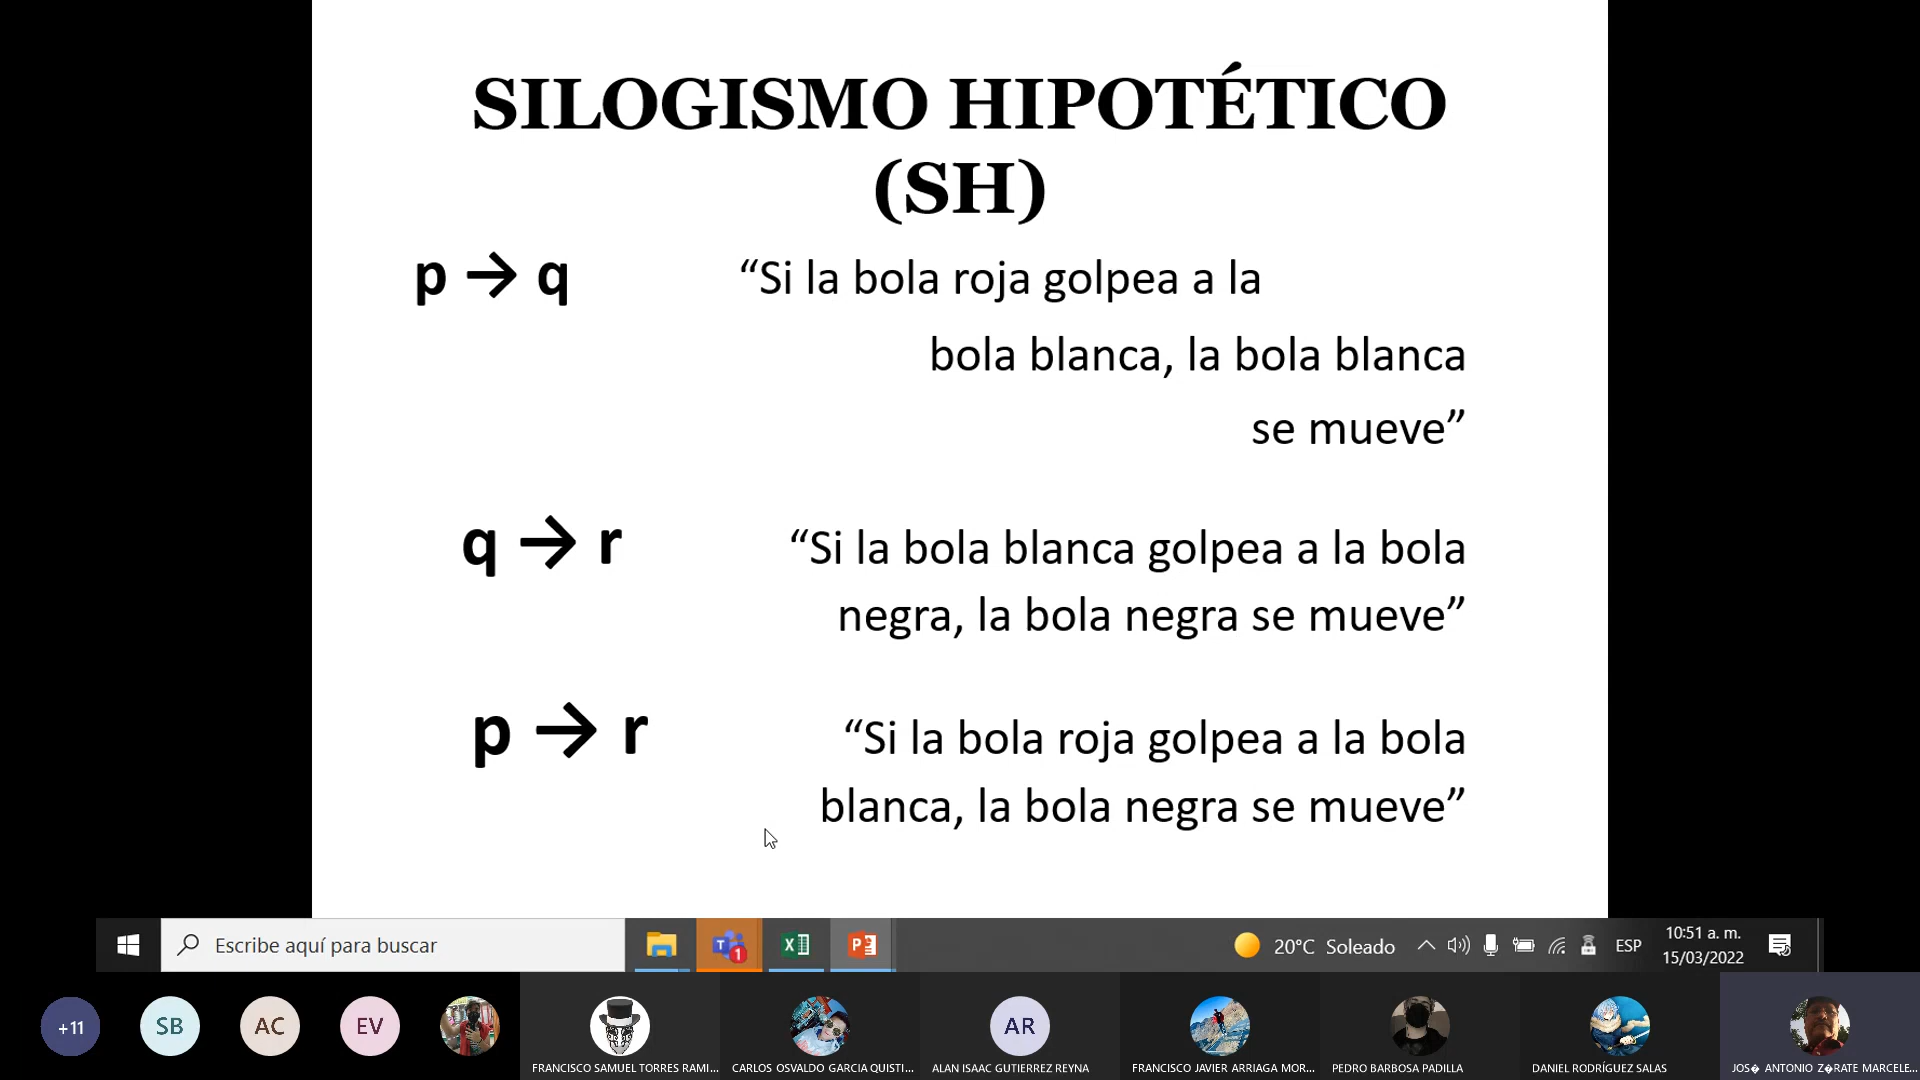 SILOGISMO HIPOTÉTICO
(SH)
p → q “Si la bola roja golpea a la
bola blanca, la bola blanca
se mueve”
q → r “Si la bola blanca golpea a la bola
negra, la bola negra se mueve”
p → r “Si la bola roja golpea a la bola
blanca, la bola negra se mueve”
Escribe aquí para buscar
1
20°C Soleado
ESP
10:51 a. m.
15/03/2022
+11
SB
AC
EV
AR
FRANCISCO SAMUEL TORRES RAMI...
CARLOS OSVALDO GARCIA QUISTI...
ALAN ISAAC GUTIERREZ REYNA
FRANCISCO JAVIER ARRIAGA MOR...
PEDRO BARBOSA PADILLA
DANIEL RODRÍGUEZ SALAS
JOS� ANTONIO Z�RATE MARCELE...